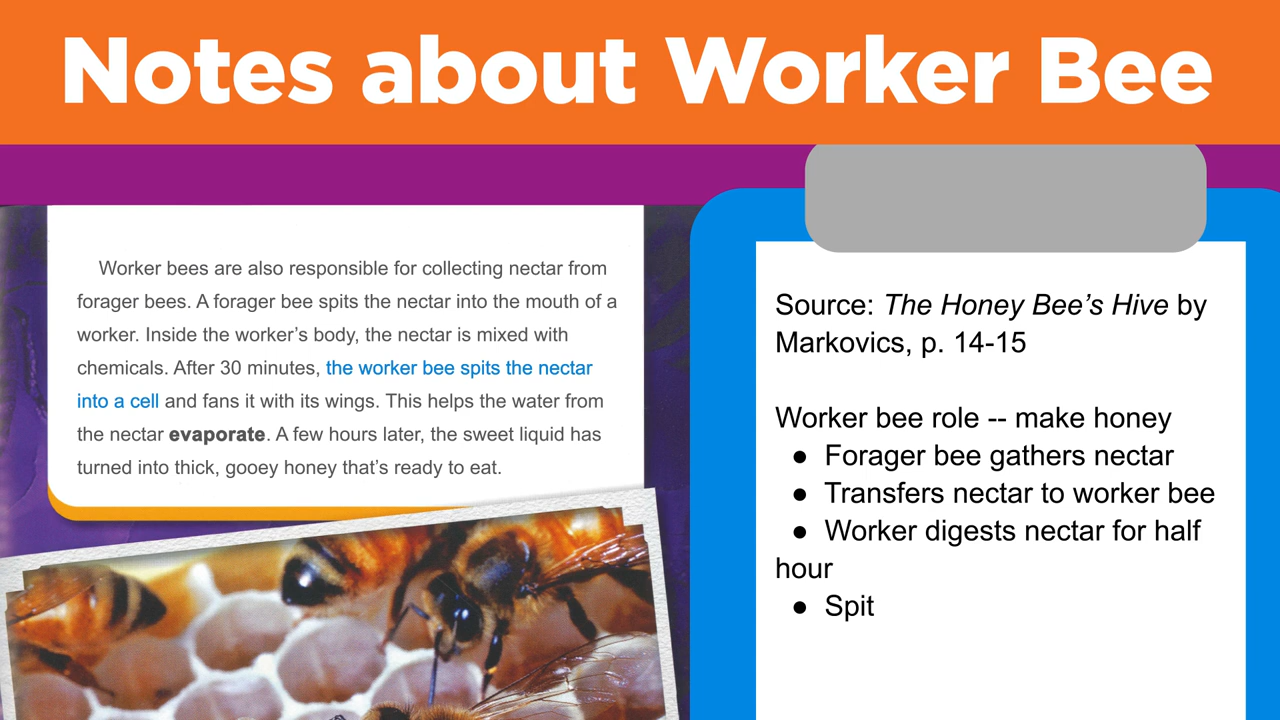 Notes about Worker Bee
Worker bees are also responsible for collecting nectar from
forager bees. A forager bee spits the nectar into the mouth of a
worker. Inside the worker's body, the nectar is mixed with
chemicals. After 30 minutes, the worker bee spits the nectar
into a cell and fans it with its wings. This helps the water from
the nectar evaporate. A few hours later, the sweet liquid has
turned into thick, gooey honey that's ready to eat.
Source: The Honey Bee's Hive by
Markovics, p. 14-15
Worker bee role -- make honey
● Forager bee gathers nectar
● Transfers nectar to worker bee
● Worker digests nectar for half
hour
● Spit